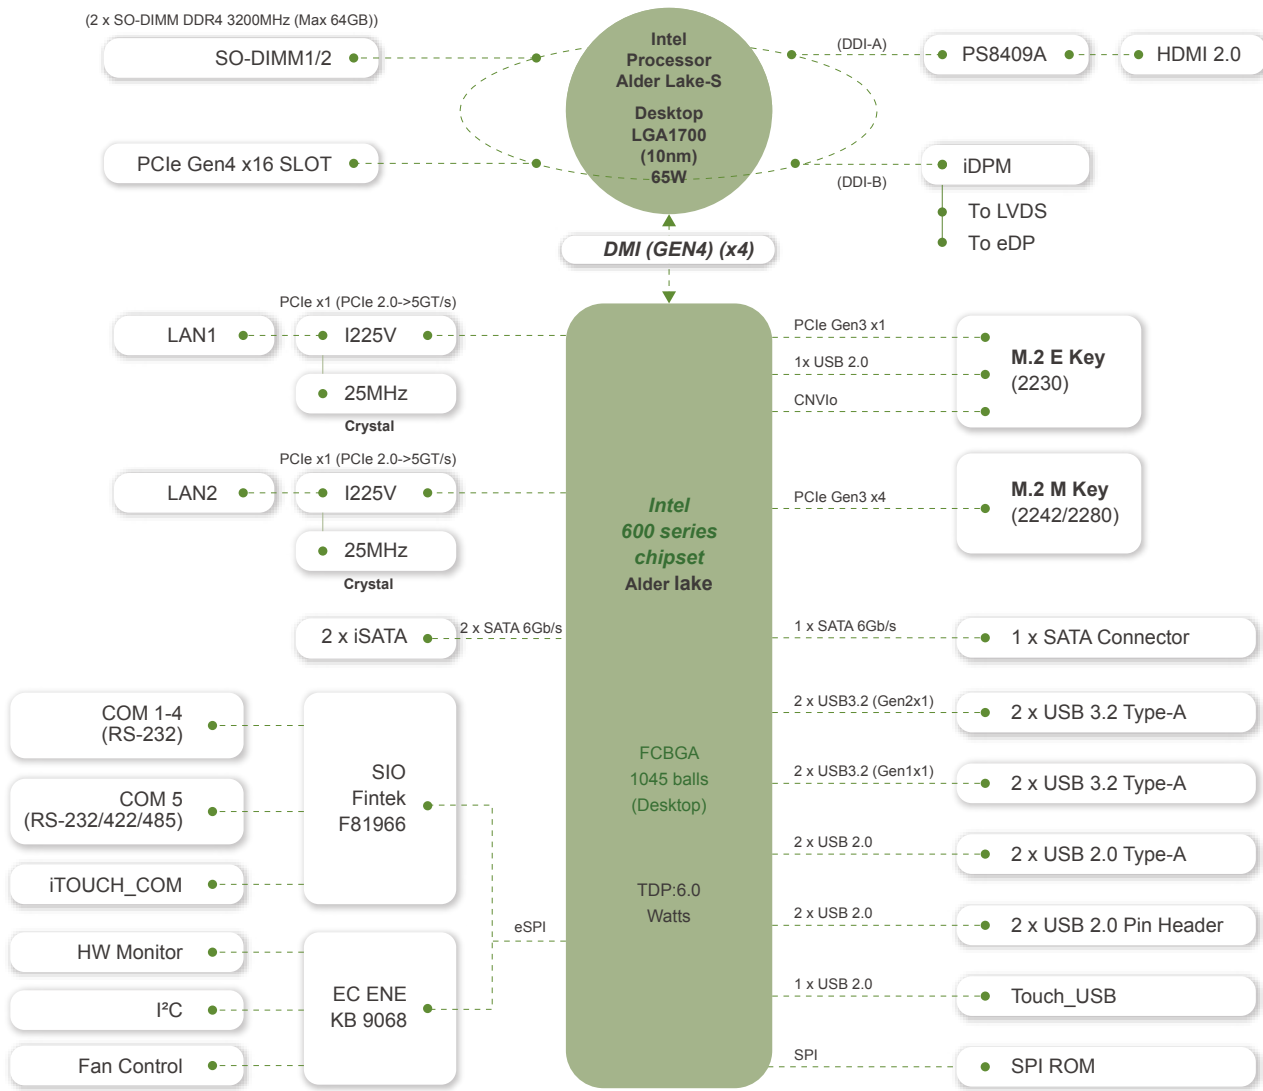 (2 x SO-DIMM DDR4 3200MHz (Max 64GB))
SO-DIMM1/2
PCIe Gen4 x16 SLOT
Intel
Processor
Alder Lake-S
Desktop
LGA1700
(10nm)
65W
(DDI-A)
PS8409A
HDMI 2.0
(DDI-B)
iDPM
To LVDS
To eDP
DMI (GEN4) (x4)
PCIe x1 (PCIe 2.0->5GT/s)
LAN1
I225V
25MHz
Crystal
PCIe x1 (PCIe 2.0->5GT/s)
LAN2
I225V
25MHz
Crystal
2 x iSATA
2 x SATA 6Gb/s
COM 1-4
(RS-232)
COM 5
(RS-232/422/485)
iTOUCH_COM
SIO
Fintek
F81966
HW Monitor
I²C
Fan Control
EC ENE
KB 9068
eSPI
Intel
600 series
chipset
Alder lake
FCBGA
1045 balls
(Desktop)
TDP:6.0
Watts
PCIe Gen3 x1
1x USB 2.0
CNVIo
M.2 E Key
(2230)
PCIe Gen3 x4
M.2 M Key
(2242/2280)
1 x SATA 6Gb/s
1 x SATA Connector
2 x USB3.2 (Gen2x1)
2 x USB 3.2 Type-A
2 x USB3.2 (Gen1x1)
2 x USB 3.2 Type-A
2 x USB 2.0
2 x USB 2.0 Type-A
2 x USB 2.0
2 x USB 2.0 Pin Header
1 x USB 2.0
Touch_USB
SPI
SPI ROM